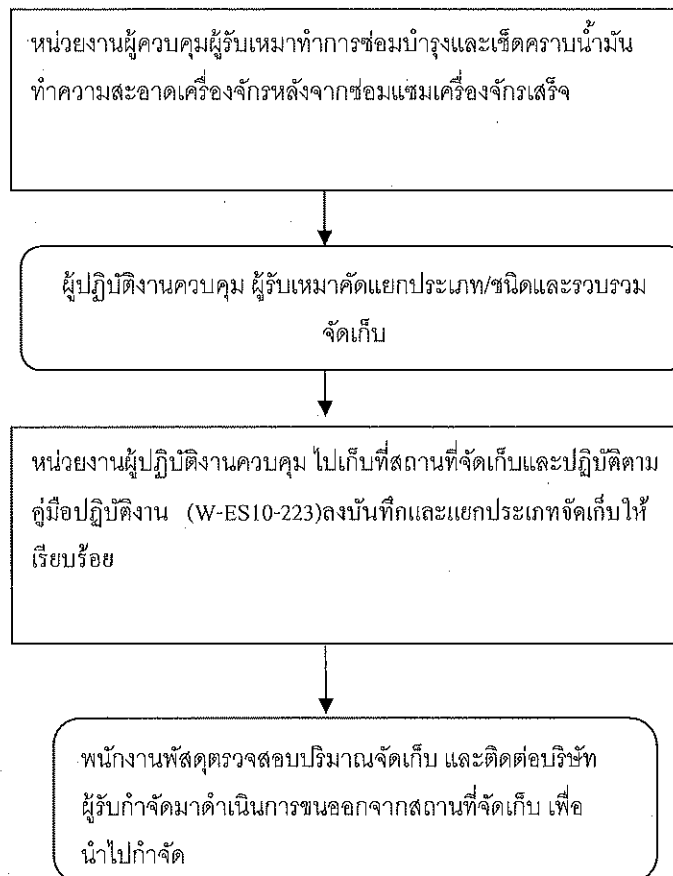 หน่วยงานผู้ควบคุมผู้รับเหมาทำการซ่อมบำรุงและเช็ดคราบน้ำมัน
ทำความสะอาดเครื่องจักรหลังจากซ่อมแซมเครื่องจักรเสร็จ
ผู้ปฏิบัติงานควบคุม ผู้รับเหมาคัดแยกประเภท/ชนิดและรวบรวม
จัดเก็บ
หน่วยงานผู้ปฏิบัติงานควบคุม ไปเก็บที่สถานที่จัดเก็บและปฏิบัติตาม
คู่มือปฏิบัติงาน (W-ES10-223)ลงบันทึกและแยกประเภทจัดเก็บให้
เรียบร้อย
พนักงานพัสดุตรวจสอบปริมาณจัดเก็บ และติดต่อบริษัท
ผู้รับกำจัดมาดำเนินการขนออกจากสถานที่จัดเก็บ เพื่อ
นำไปกำจัด